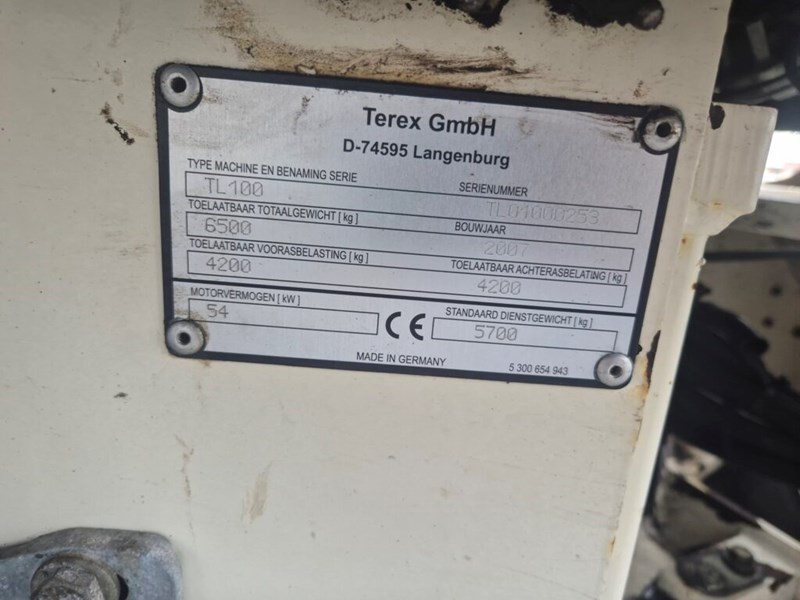 Terex GmbH
D-74595 Langenburg
TYPE MACHINE EN BENAMING SERIE
SERIENUMMER
TL100
TL01000253
TOELAATBAAR TOTAALGEWICHT [ kg ]
BOUWJAAR
6500
2007
TOELAATBAAR VOORASBELASTING [ kg ]
TOELAATBAAR ACHTERASBELATING [ kg ]
4200
4200
MOTORVERMOGEN [ kW ]
STANDAARD DIENSTGEWICHT [ kg ]
54
CE
5700
MADE IN GERMANY
5 300 654 943